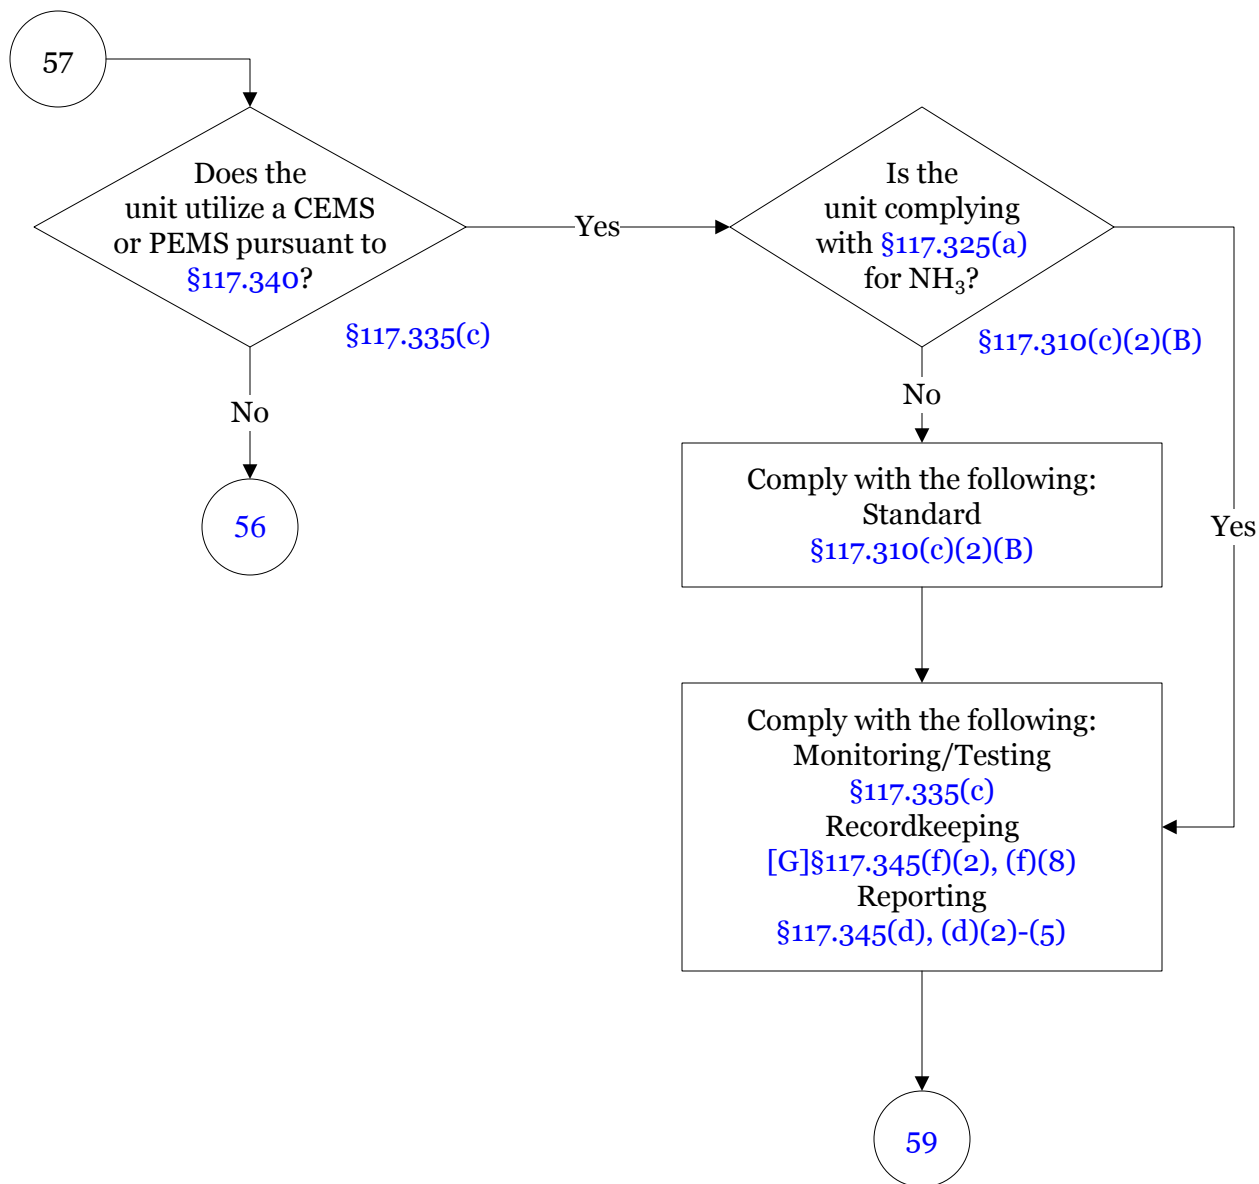 57
Does the
unit utilize a CEMS
or PEMS pursuant to
§117.340?
§117.335(c)
Yes
No
56
Is the
unit complying
with §117.325(a)
for NH₃?
§117.310(c)(2)(B)
No
Yes
Comply with the following:
Standard
§117.310(c)(2)(B)
Comply with the following:
Monitoring/Testing
§117.335(c)
Recordkeeping
[G]§117.345(f)(2), (f)(8)
Reporting
§117.345(d), (d)(2)-(5)
59